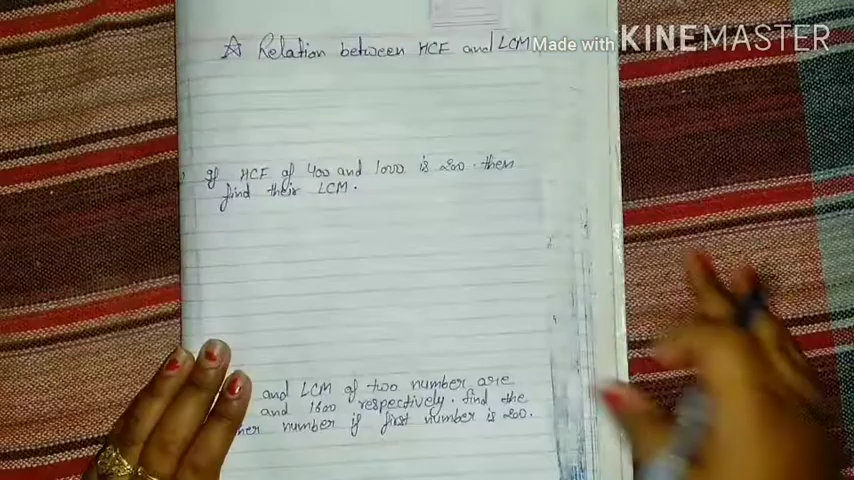 ☆ Relation between HCF and LCM
Made with KINEMASTER
If HCF of 400 and 1000 is 200. then
find their LCM.
and LCM of two number are
and 1600 respectively. find the
her number if first number is 200.